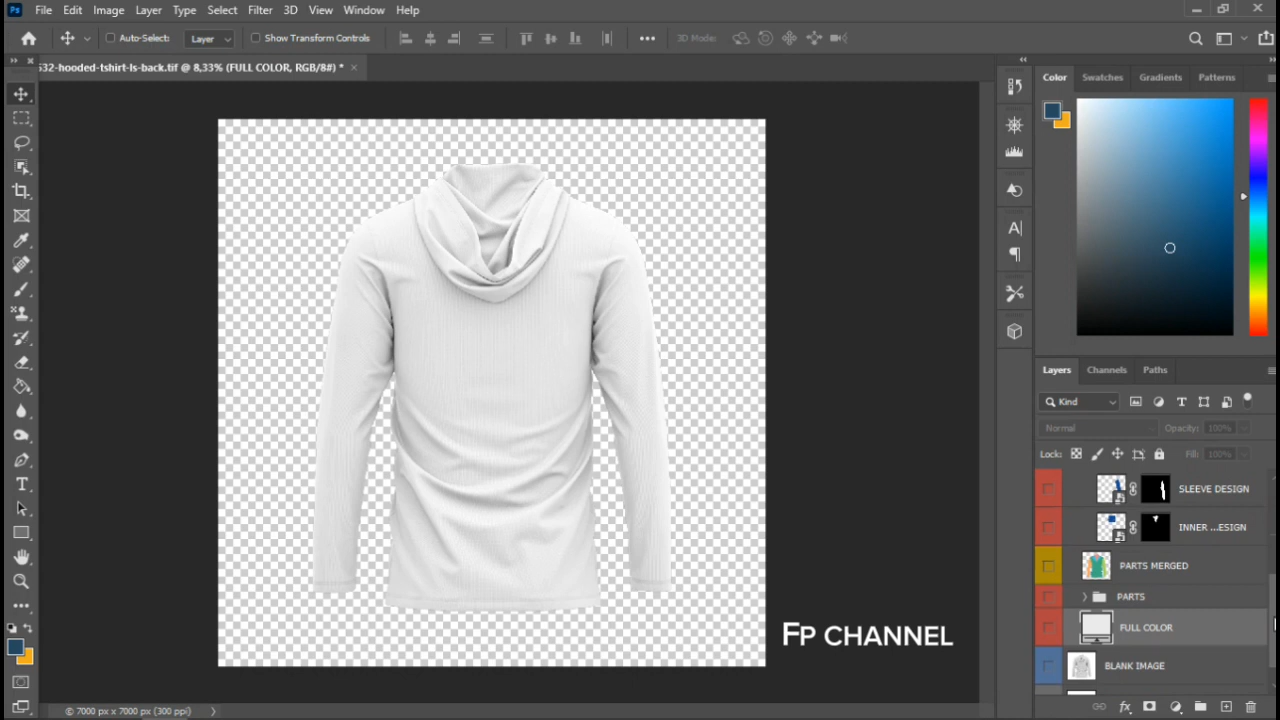 Ps File Edit Image Layer Type Select Filter 3D View Window Help
Auto-Select: Layer Show Transform Controls 3D Mode:
532-hooded-tshirt-ls-back.tif @ 8,33% (FULL COLOR, RGB/8#) *
Color Swatches Gradients Patterns
Layers Channels Paths
Kind
Normal Opacity: 100%
Lock: Fill: 100%
SLEEVE DESIGN
INNER ...ESIGN
PARTS MERGED
PARTS
FULL COLOR
FP CHANNEL
BLANK IMAGE
© 7000 px x 7000 px (300 ppi)